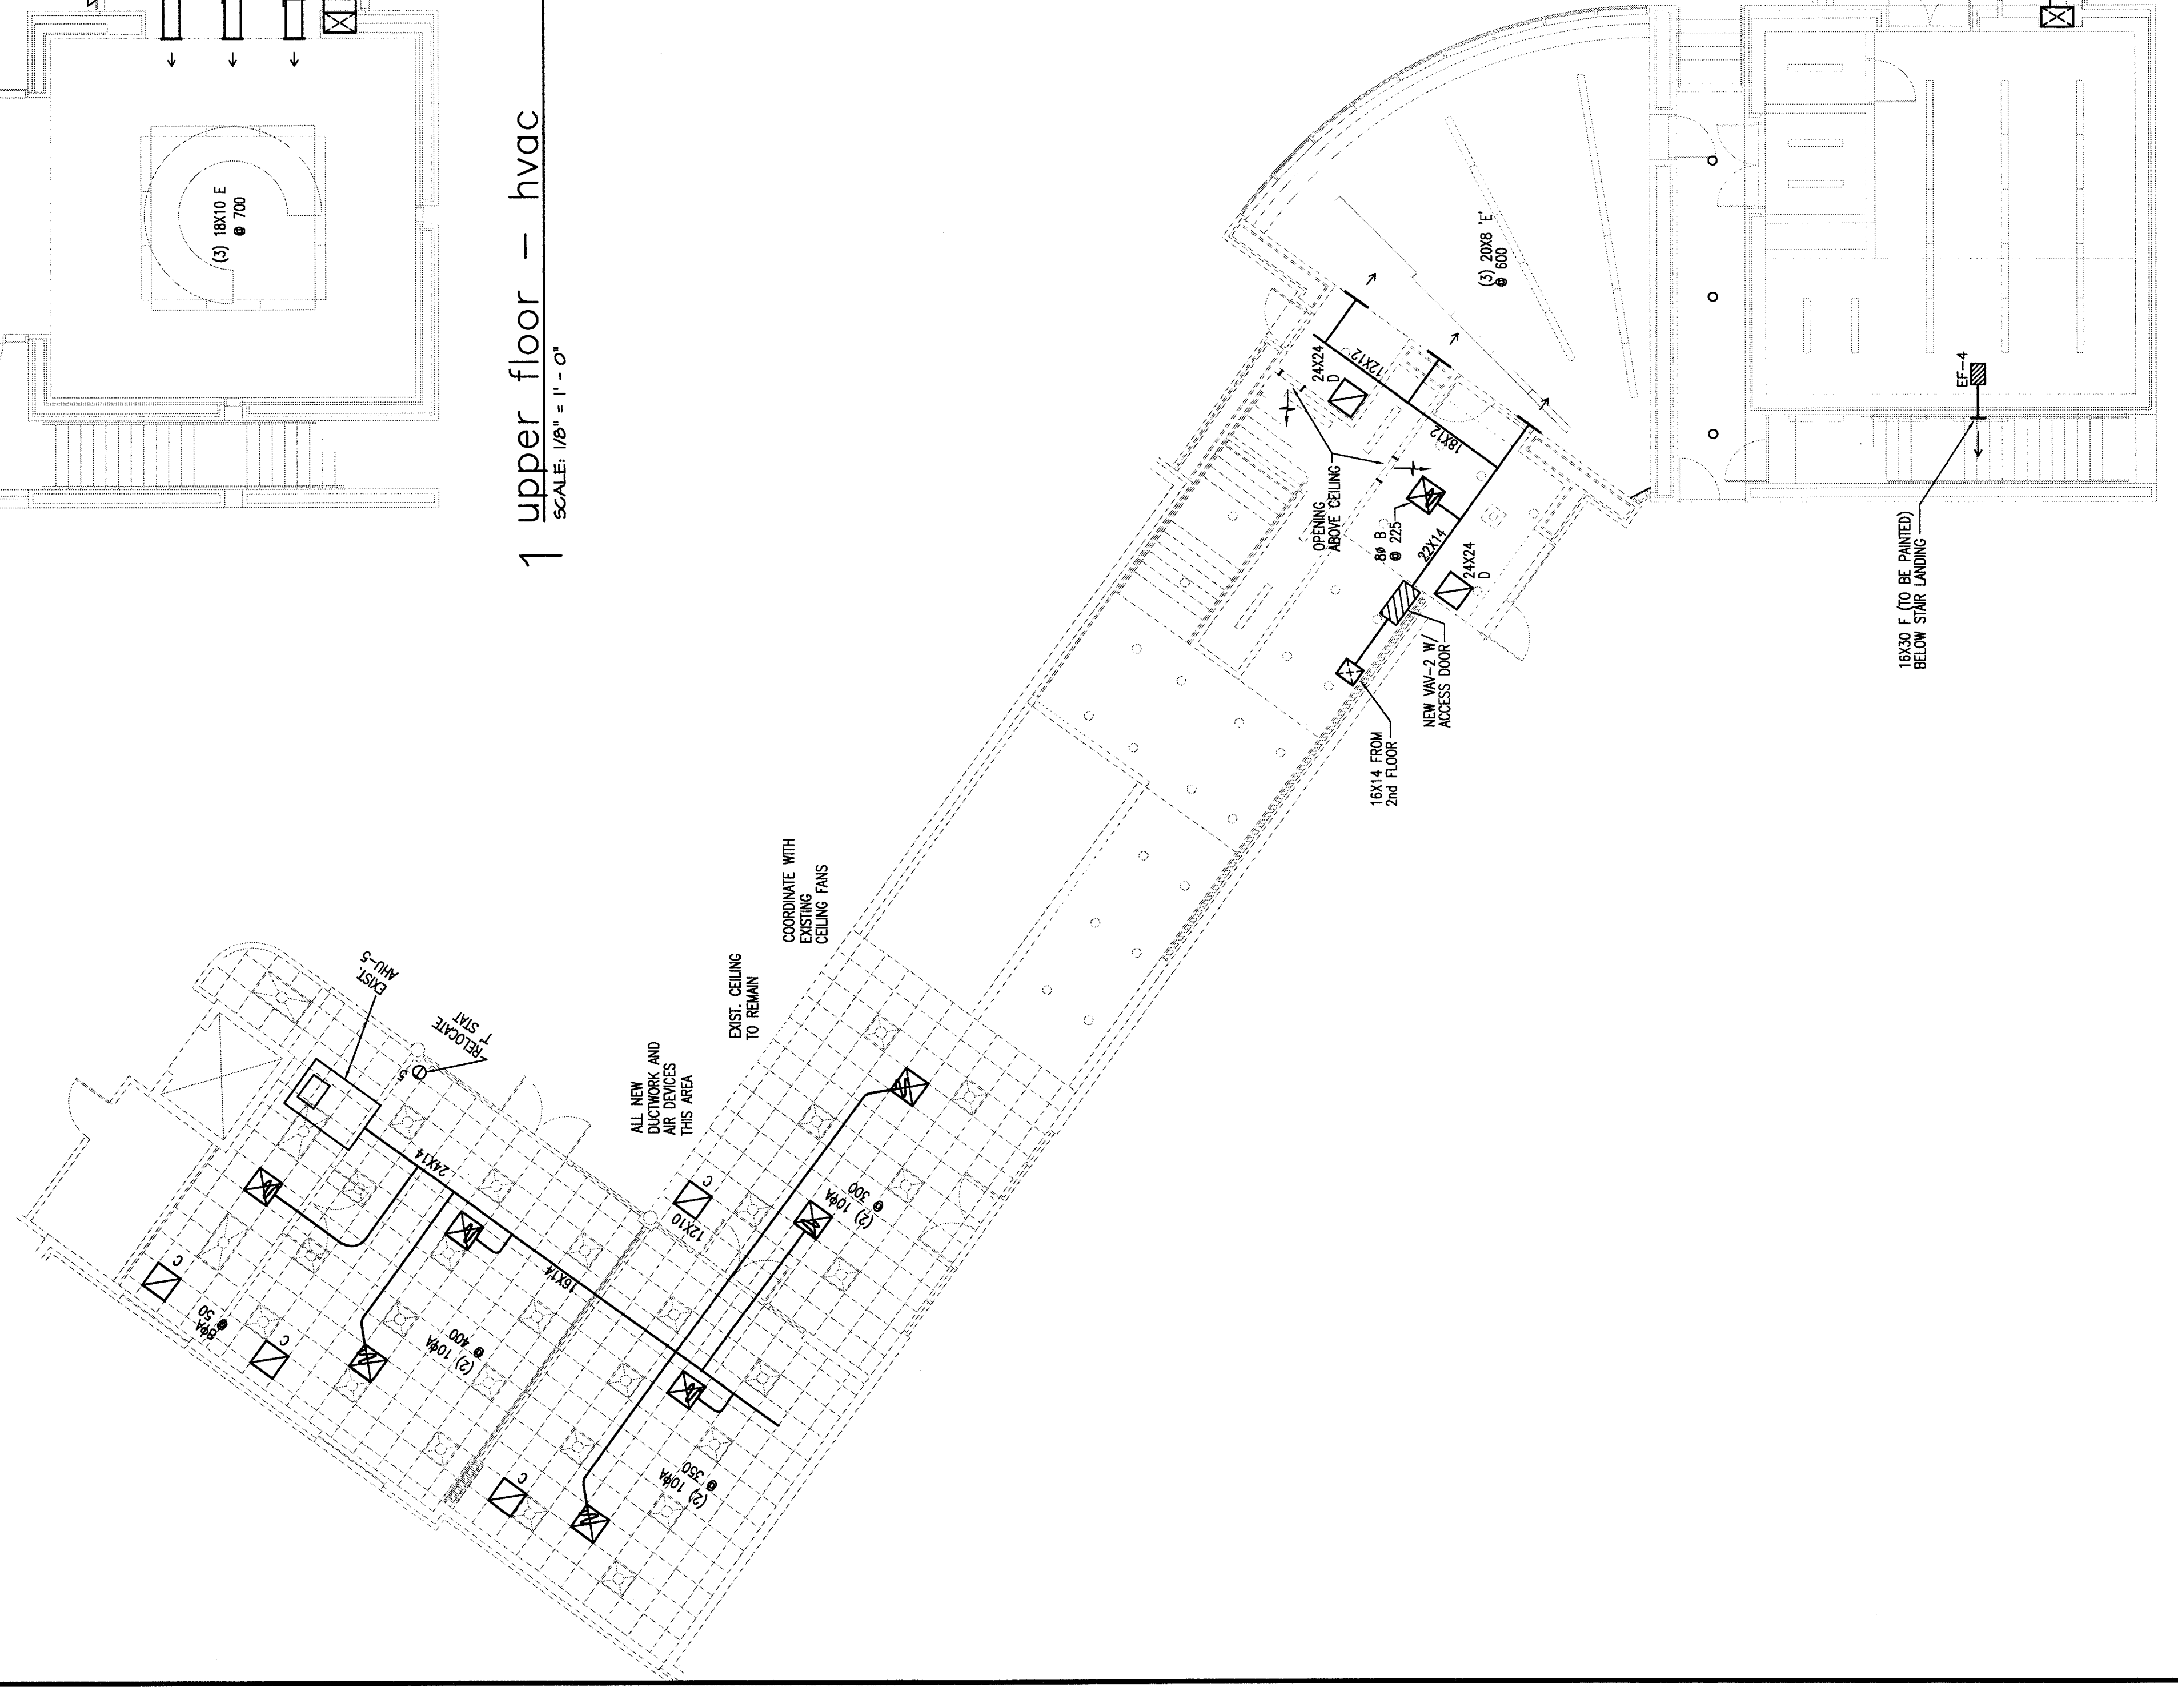 (3) 18X10 E
@ 700
1 upper floor - hvac
SCALE: 1/8" = 1'-0"
(3) 20X8 'E'
@ 600
24X24
D
12X12
18X12
OPENING
ABOVE CEILING
8ø B
@ 225
22X14
24X24
D
NEW VAV-2 W/
ACCESS DOOR
16X14 FROM
2nd FLOOR
EF-4
16X30 F (TO BE PAINTED)
BELOW STAIR LANDING
COORDINATE WITH
EXISTING
CEILING FANS
EXIST. CEILING
TO REMAIN
ALL NEW
DUCTWORK AND
AIR DEVICES
THIS AREA
EXIST.
AHU-5
RELOCATE
T' STAT
5
24X14
C
8øA
@ 50
C
(2) 10øA
@ 400
16X14
C
12X10
(2) 10øA
@ 300
C
(2) 10øA
@ 350